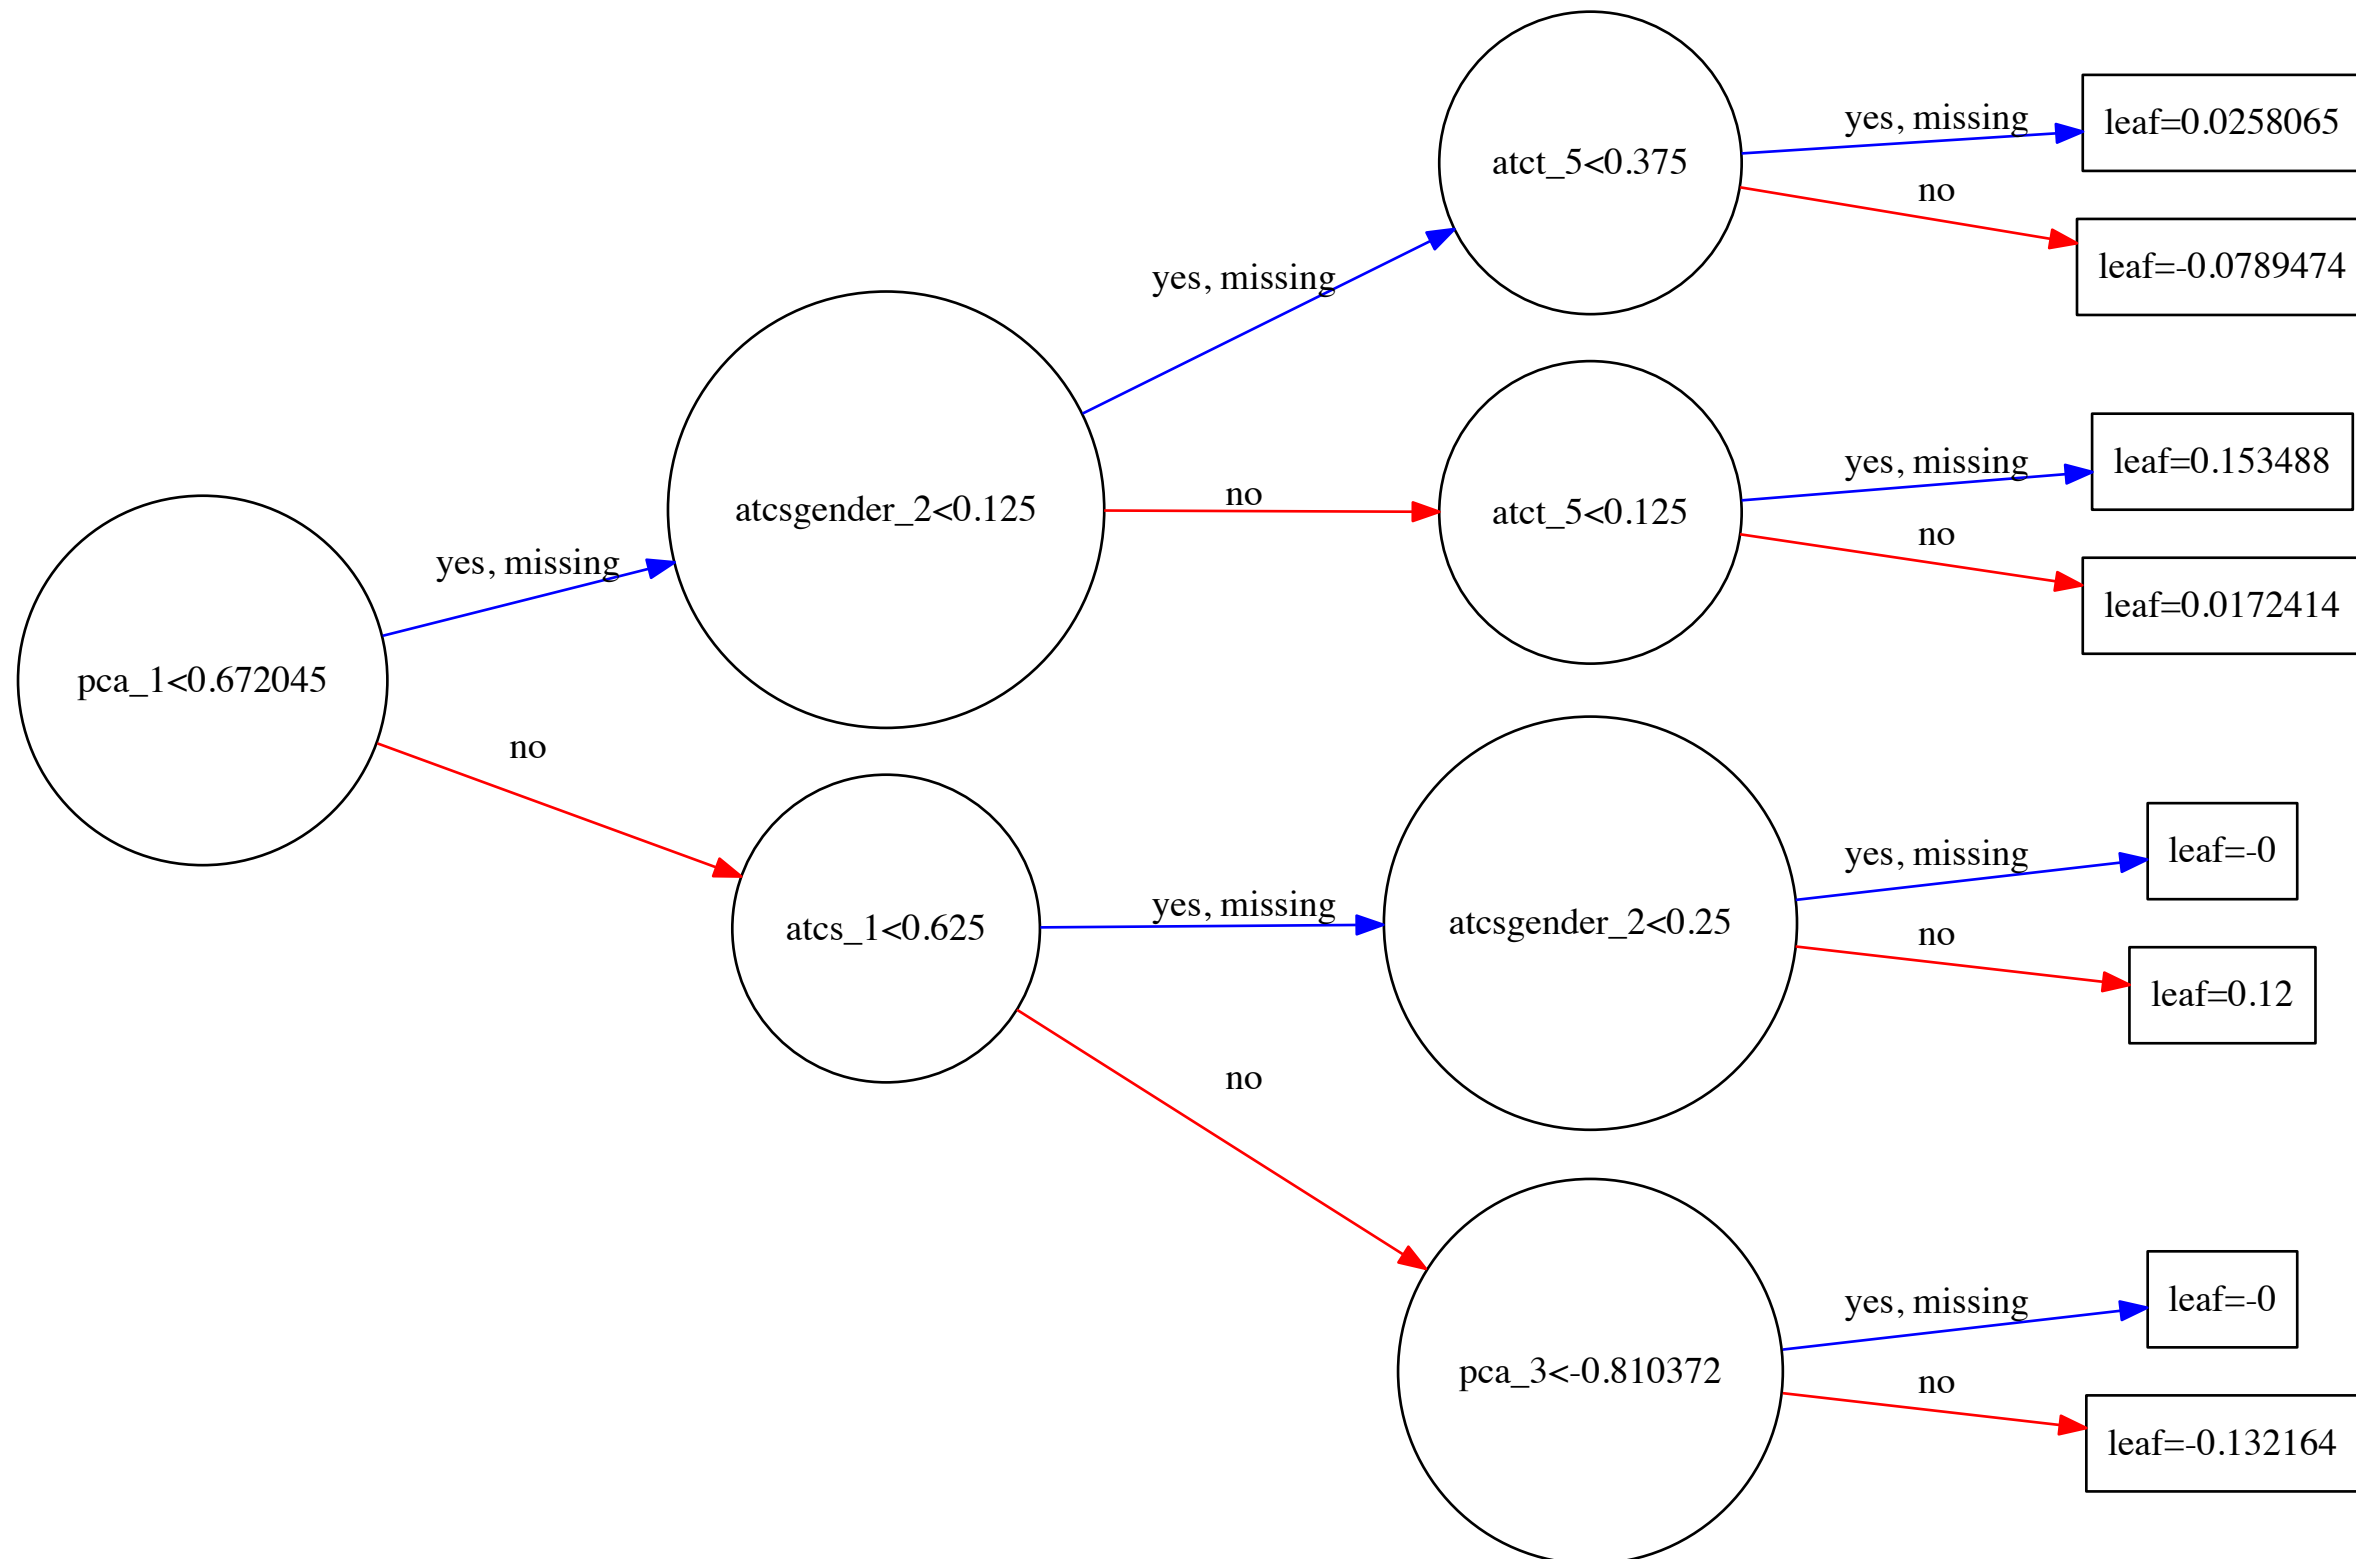 pca_1<0.672045
yes, missing
no
atcsgender_2<0.125
yes, missing
no
atcs_1<0.625
yes, missing
no
atct_5<0.375
yes, missing
no
leaf=0.0258065
leaf=-0.0789474
atct_5<0.125
yes, missing
no
leaf=0.153488
leaf=0.0172414
atcsgender_2<0.25
yes, missing
no
leaf=-0
leaf=0.12
pca_3<-0.810372
yes, missing
no
leaf=-0
leaf=-0.132164